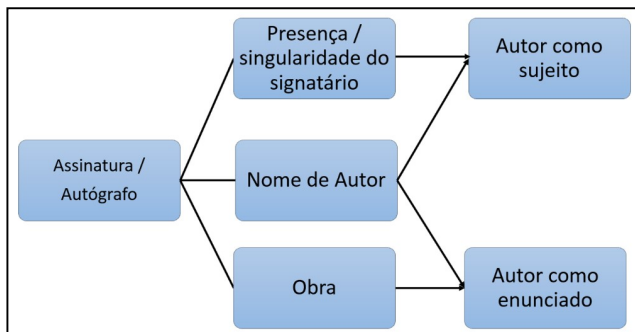 Assinatura /
Autógrafo
Presença /
singularidade do
signatário
Nome de Autor
Obra
Autor como
sujeito
Autor como
enunciado